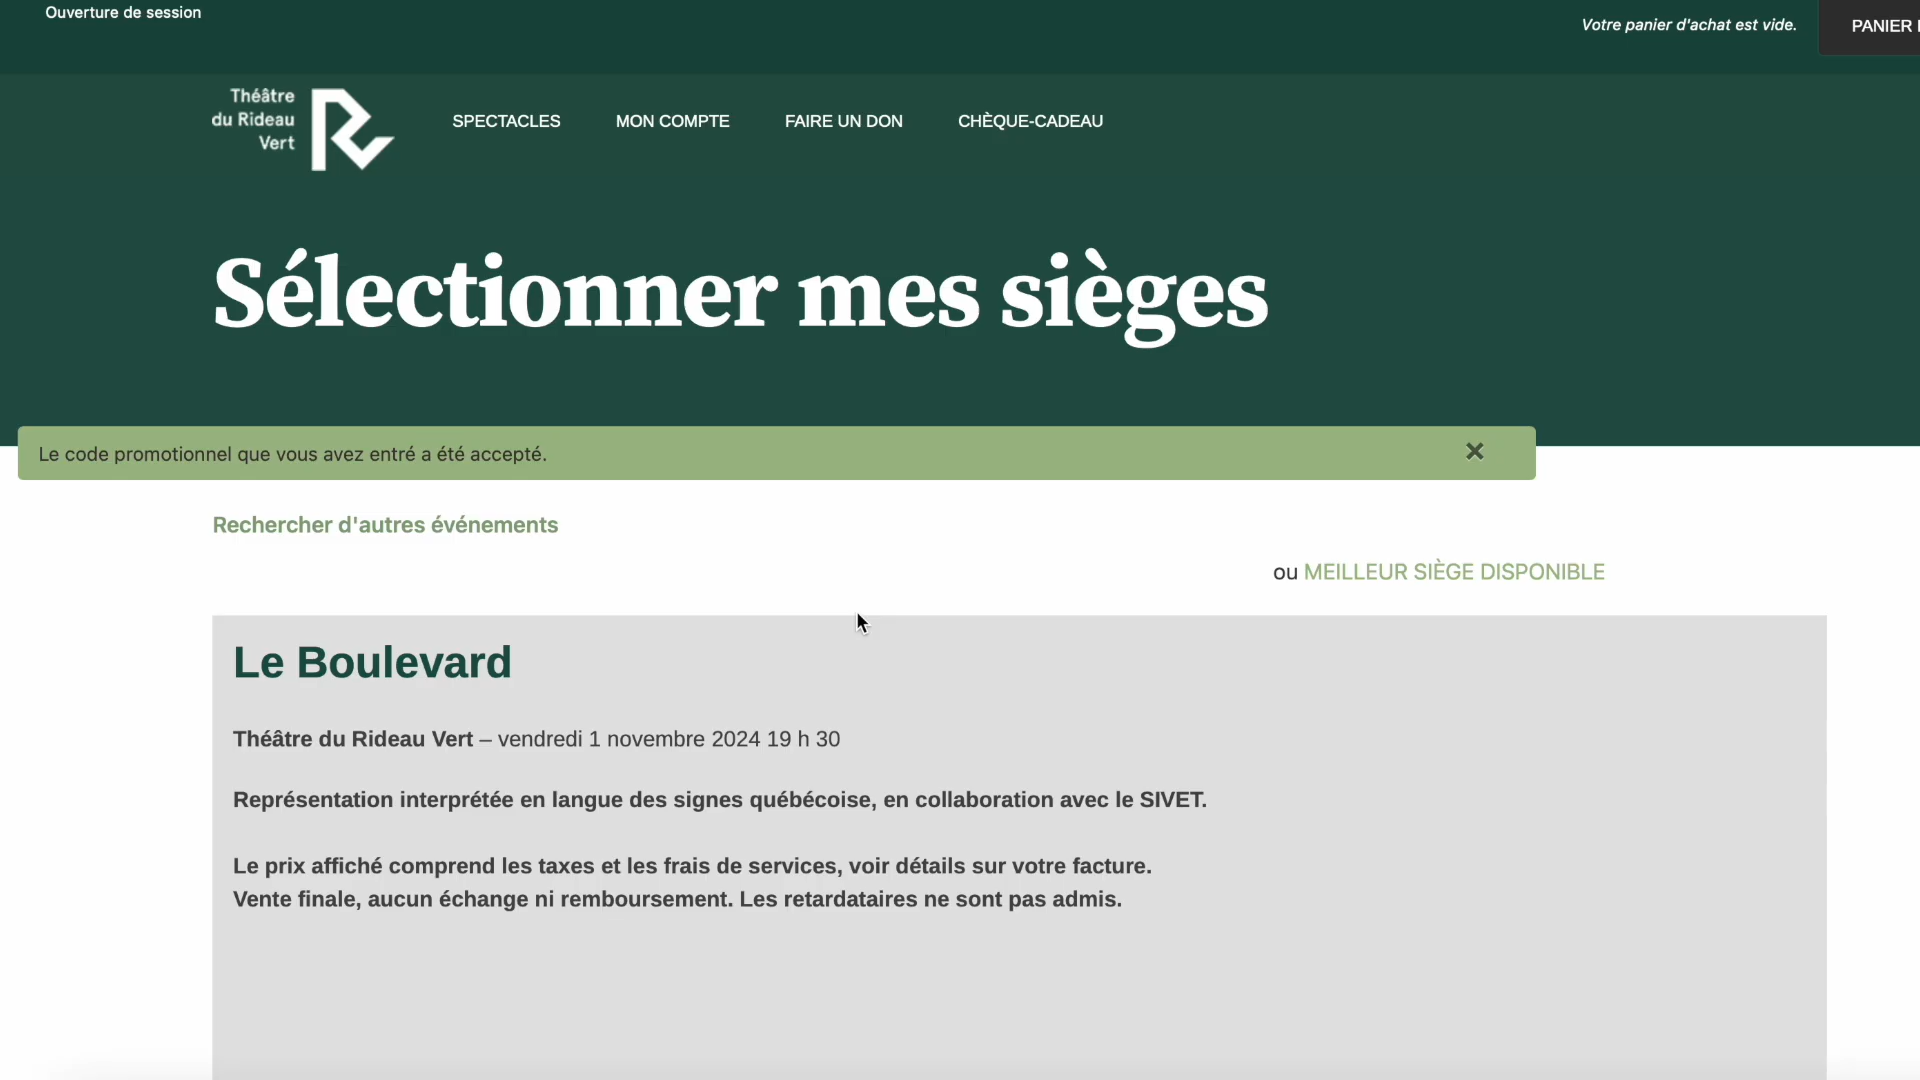 Ouverture de session
Votre panier d'achat est vide.
PANIER
Théâtre
du Rideau
Vert
SPECTACLES
MON COMPTE
FAIRE UN DON
CHÈQUE-CADEAU
Sélectionner mes sièges
Le code promotionnel que vous avez entré a été accepté.
Rechercher d'autres événements
ou MEILLEUR SIÈGE DISPONIBLE
Le Boulevard
Théâtre du Rideau Vert – vendredi 1 novembre 2024 19 h 30
Représentation interprétée en langue des signes québécoise, en collaboration avec le SIVET.
Le prix affiché comprend les taxes et les frais de services, voir détails sur votre facture.
Vente finale, aucun échange ni remboursement. Les retardataires ne sont pas admis.